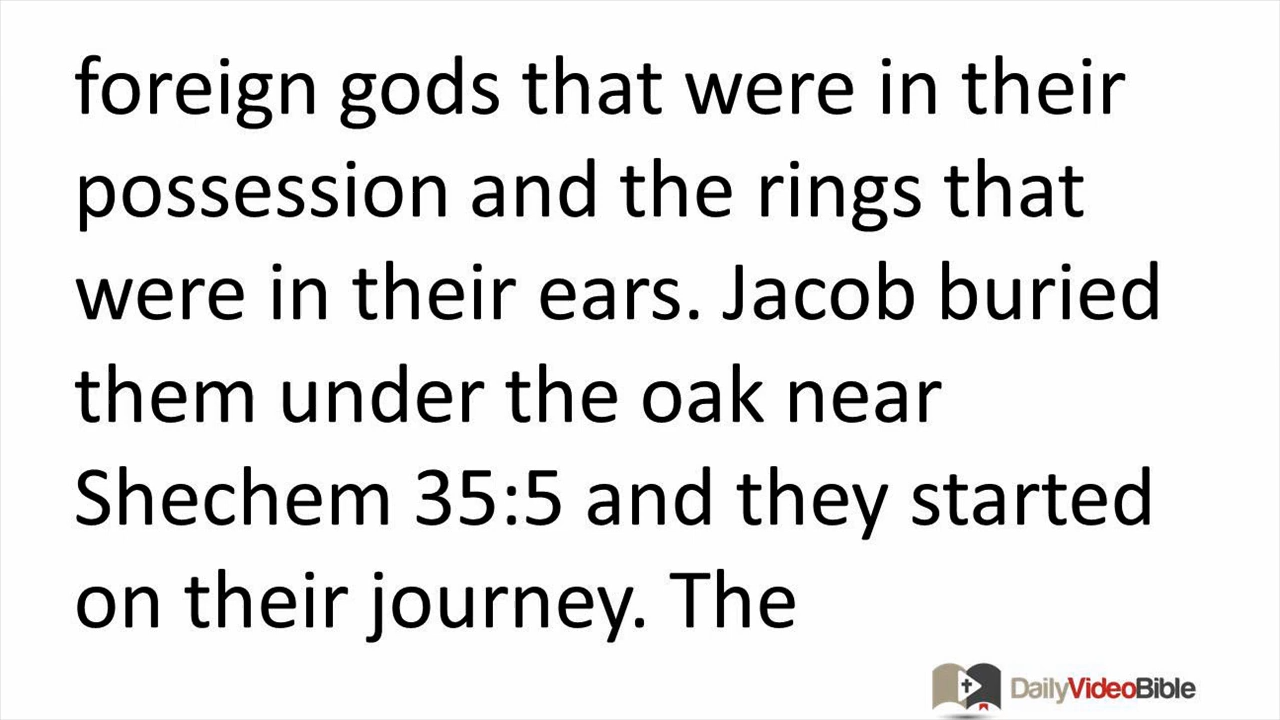 foreign gods that were in their
possession and the rings that
were in their ears. Jacob buried
them under the oak near
Shechem 35:5 and they started
on their journey. The
DailyVideoBible